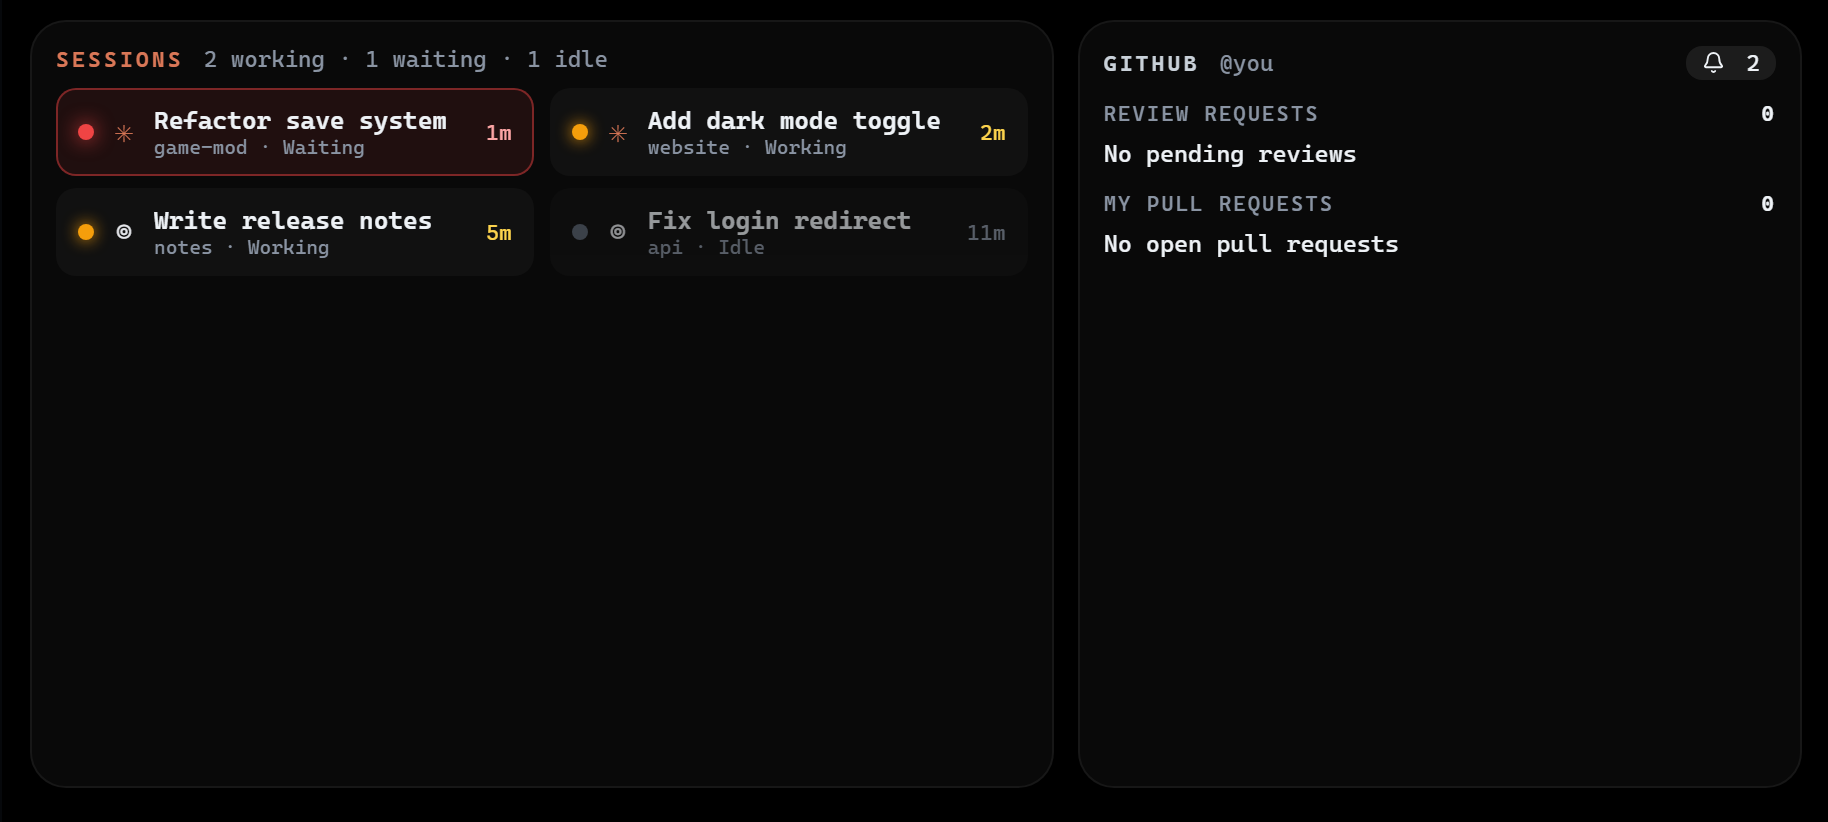 SESSIONS 2 working · 1 waiting · 1 idle
Refactor save system
game-mod · Waiting
1m
Add dark mode toggle
website · Working
2m
Write release notes
notes · Working
5m
Fix login redirect
api · Idle
11m
GITHUB @you
2
REVIEW REQUESTS 0
No pending reviews
MY PULL REQUESTS 0
No open pull requests